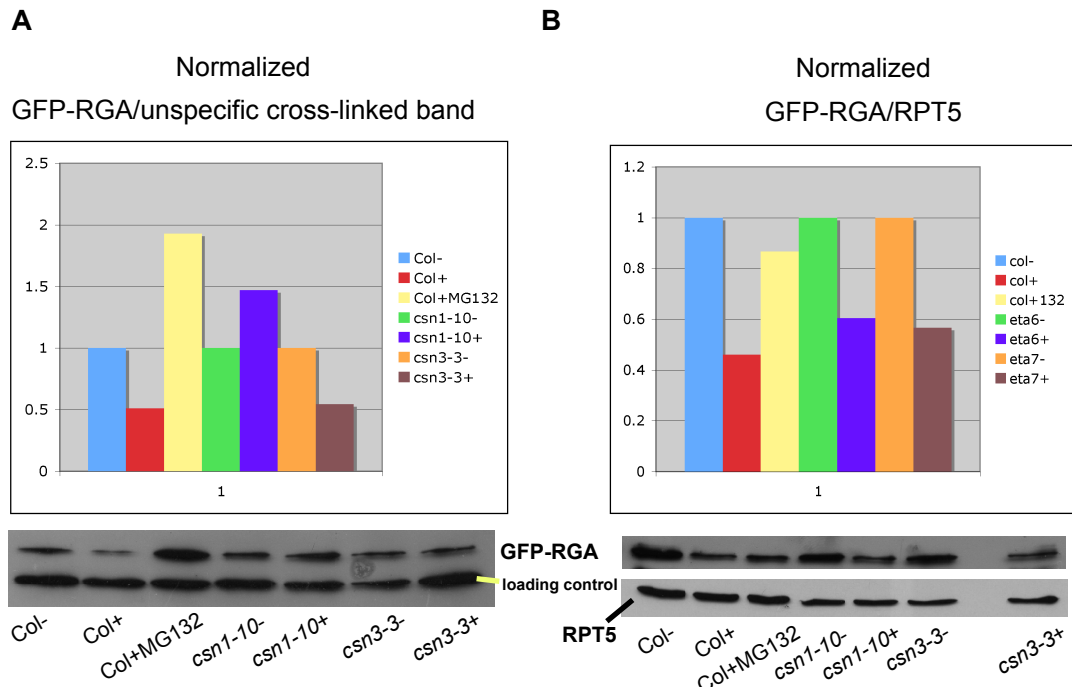 A
Normalized
GFP-RGA/unspecific cross-linked band
2.5
2
1.5
1
0.5
0
1
Col-
Col+
Col+MG132
csn1-10-
csn1-10+
csn3-3-
csn3-3+
GFP-RGA
loading control
Col-
Col+
Col+MG132
csn1-10-
csn1-10+
csn3-3-
csn3-3+
B
Normalized
GFP-RGA/RPT5
1.2
1
0.8
0.6
0.4
0.2
0
1
col-
col+
col+132
eta6-
eta6+
eta7-
eta7+
RPT5
Col-
Col+
Col+MG132
csn1-10-
csn1-10+
csn3-3-
csn3-3+